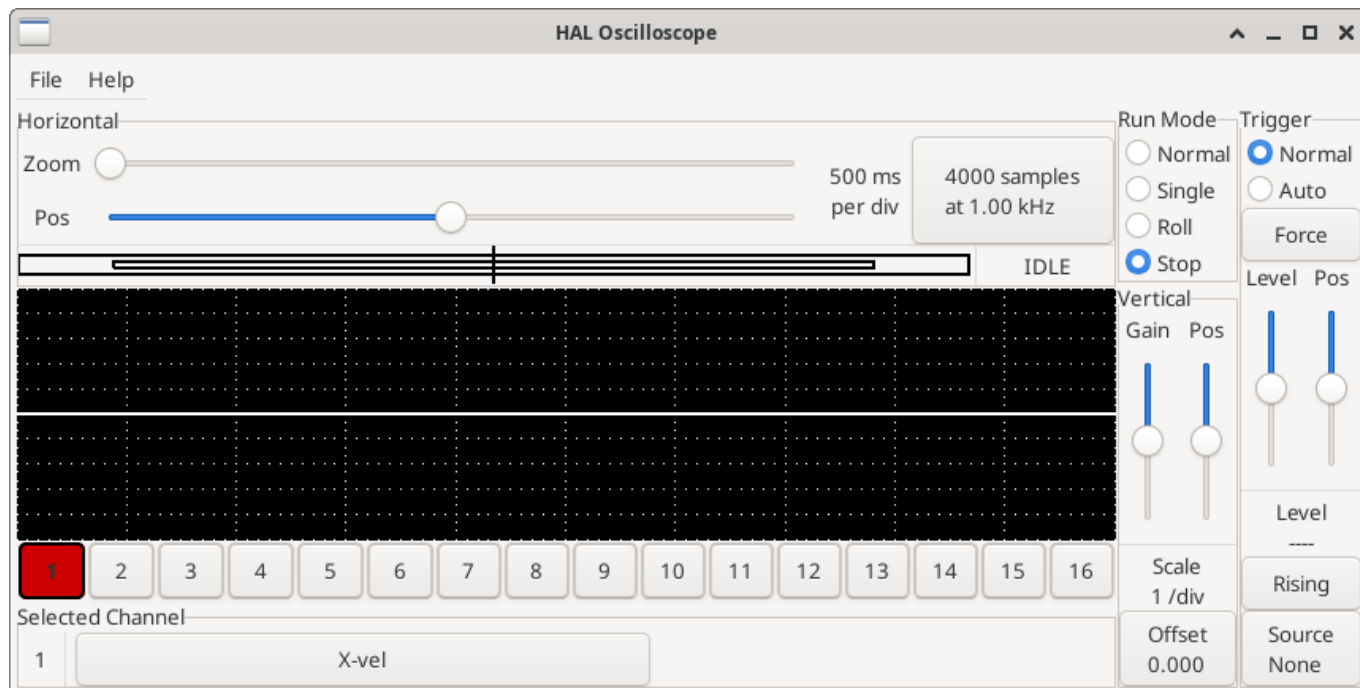 HAL Oscilloscope
File Help
Horizontal
Zoom
Pos
500 ms
per div
4000 samples
at 1.00 kHz
IDLE
Run Mode
Normal
Single
Roll
Stop
Trigger
Normal
Auto
Force
Level Pos
Vertical
Gain Pos
1 2 3 4 5 6 7 8 9 10 11 12 13 14 15 16
Selected Channel
1 X-vel
Scale
1 /div
Offset
0.000
Level
----
Rising
Source
None